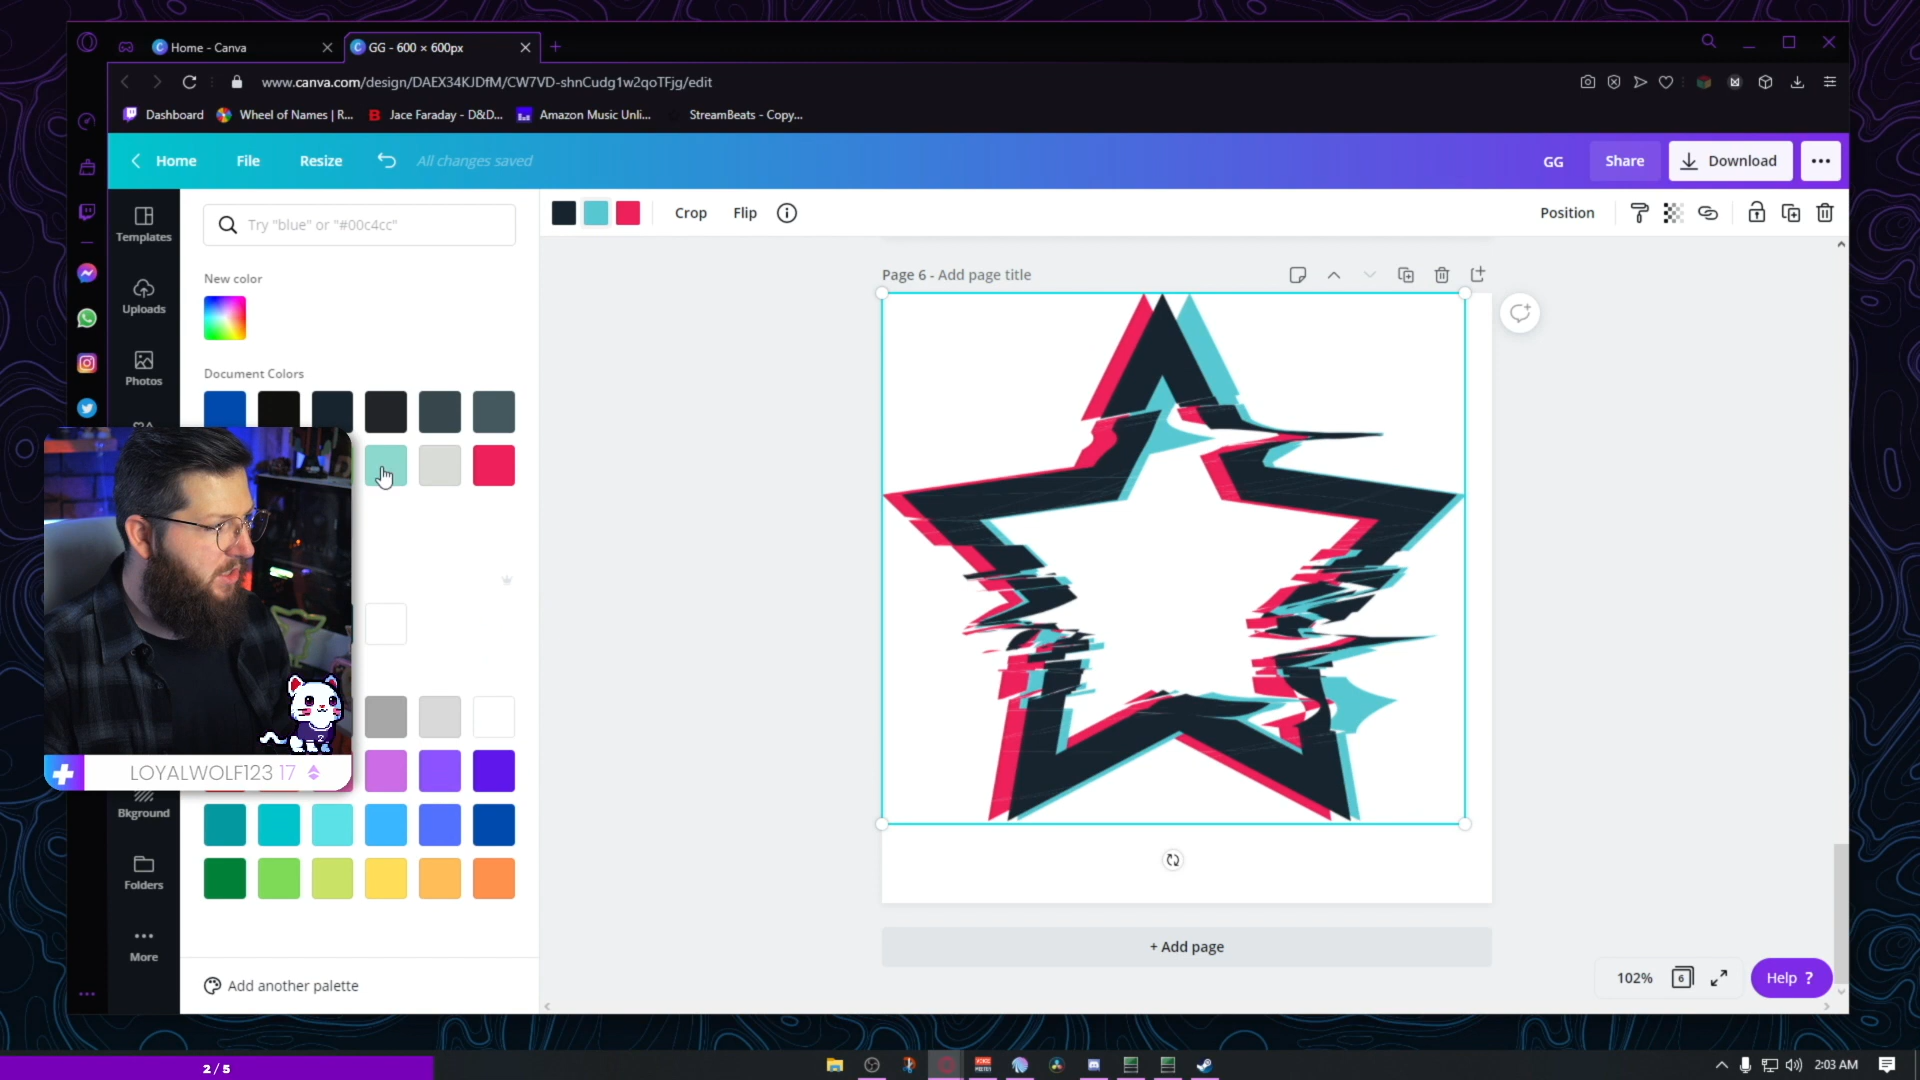 Home - Canva
GG - 600 × 600px
www.canva.com/design/DAEX34KJDfM/CW7VD-shnCudg1w2qoTFjg/edit
Dashboard
Wheel of Names | R...
Jace Faraday - D&D...
Amazon Music Unli...
StreamBeats - Copy...
Home
File
Resize
All changes saved
GG
Share
Download
Templates
Try "blue" or "#00c4cc"
Crop
Flip
Position
New color
Page 6 - Add page title
Uploads
Photos
Document Colors
LOYALWOLF123 17
Bkground
Folders
More
+ Add page
Add another palette
102%
6
Help ?
2 / 5
2:03 AM